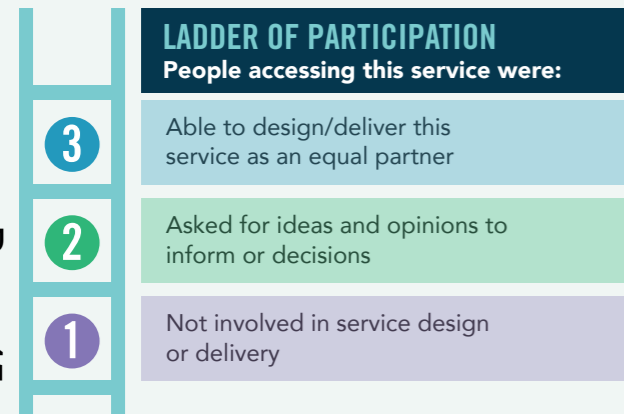 LADDER OF PARTICIPATION
People accessing this service were:
3
Able to design/deliver this
service as an equal partner
2
Asked for ideas and opinions to
inform or decisions
1
Not involved in service design
or delivery